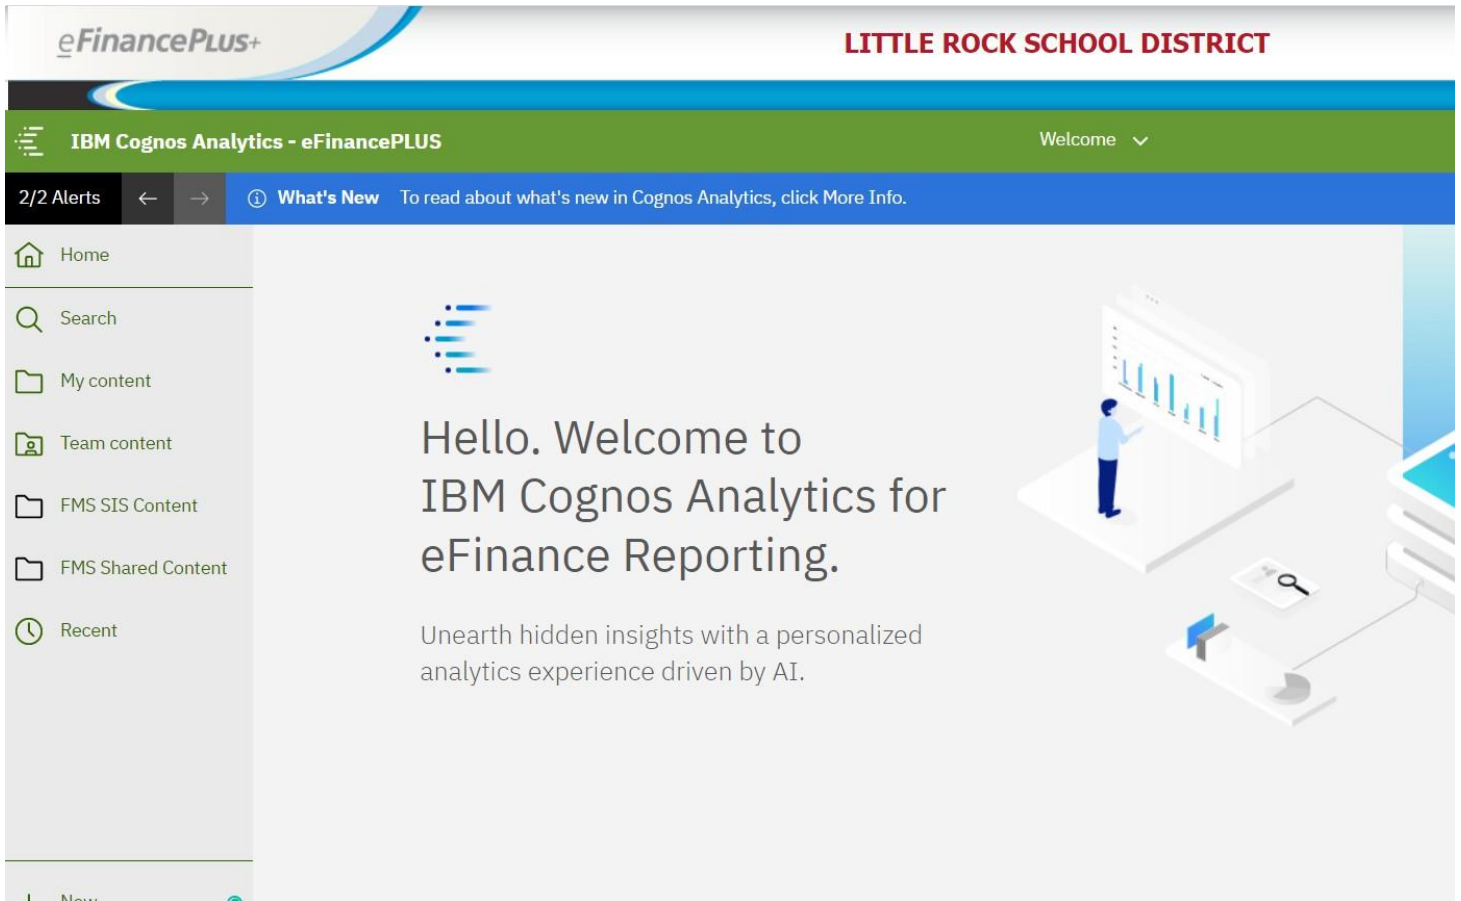 eFinancePLUS+
LITTLE ROCK SCHOOL DISTRICT
IBM Cognos Analytics - eFinancePLUS
Welcome
2/2 Alerts
What's New To read about what's new in Cognos Analytics, click More Info.
Home
Search
My content
Team content
FMS SIS Content
FMS Shared Content
Recent
Hello. Welcome to
IBM Cognos Analytics for
eFinance Reporting.
Unearth hidden insights with a personalized
analytics experience driven by AI.
New